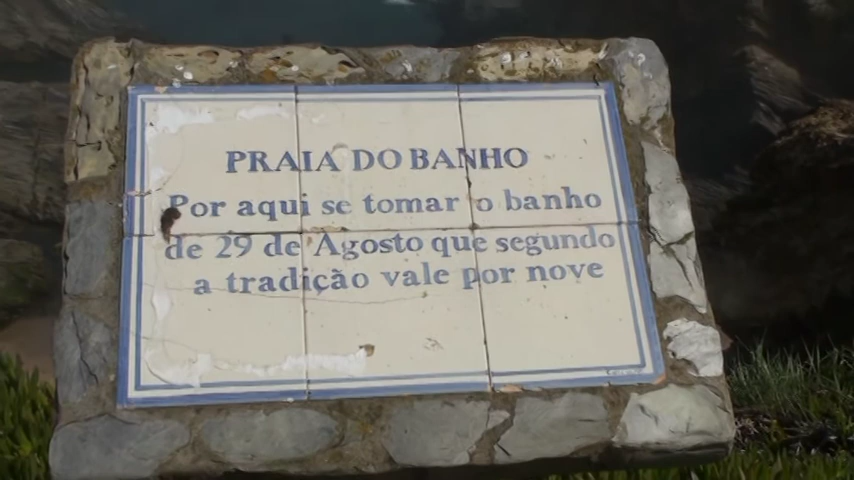 PRAIA DO BANHO
Por aqui se tomar o banho
de 29 de Agosto que segundo
a tradição vale por nove